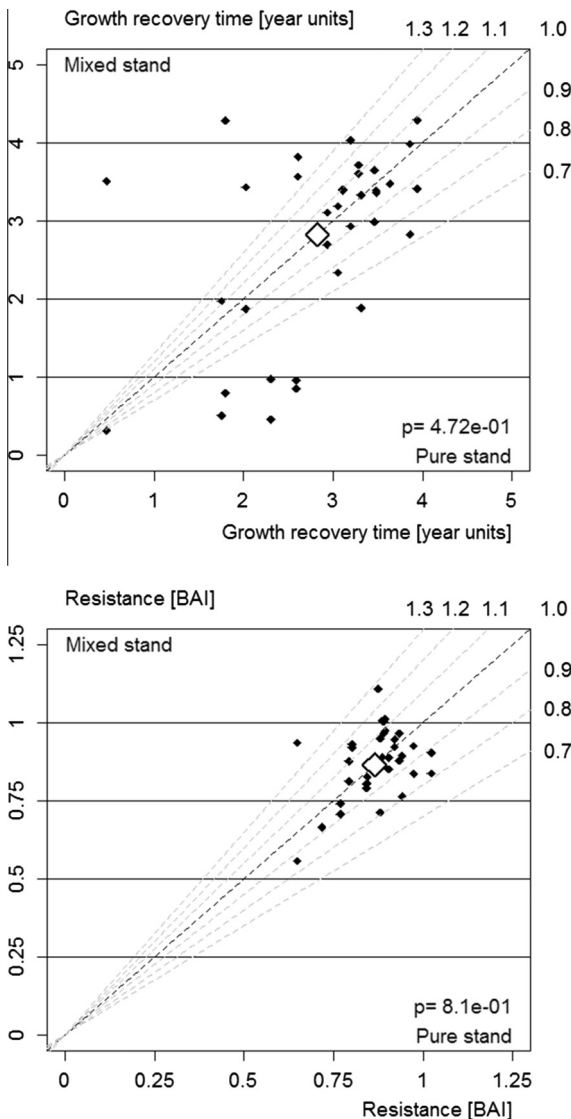 Growth recovery time [year units]
1.3 1.2 1.1 1.0
Mixed stand
5
4
3
2
1
0
0.9
0.8
0.7
p= 4.72e-01
Pure stand
0 1 2 3 4 5
Growth recovery time [year units]
Resistance [BAI]
1.3 1.2 1.1 1.0
Mixed stand
1.25
1
0.75
0.5
0.25
0
0.9
0.8
0.7
p= 8.1e-01
Pure stand
0 0.25 0.5 0.75 1 1.25
Resistance [BAI]